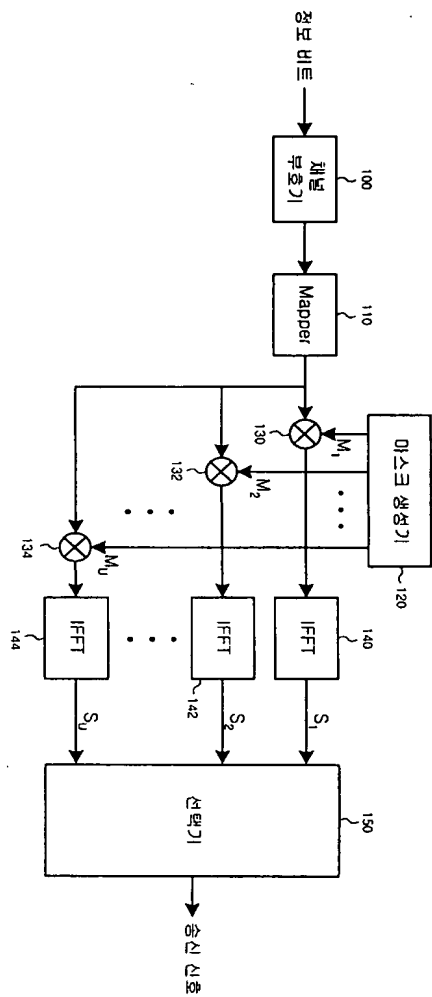 정보 비트
채널
부호기
100
Mapper
110
마스크 생성기
120
M₁
M₂
M_U
130
132
134
IFFT
140
IFFT
142
IFFT
144
S₁
S₂
S_U
선택기
150
송신 신호